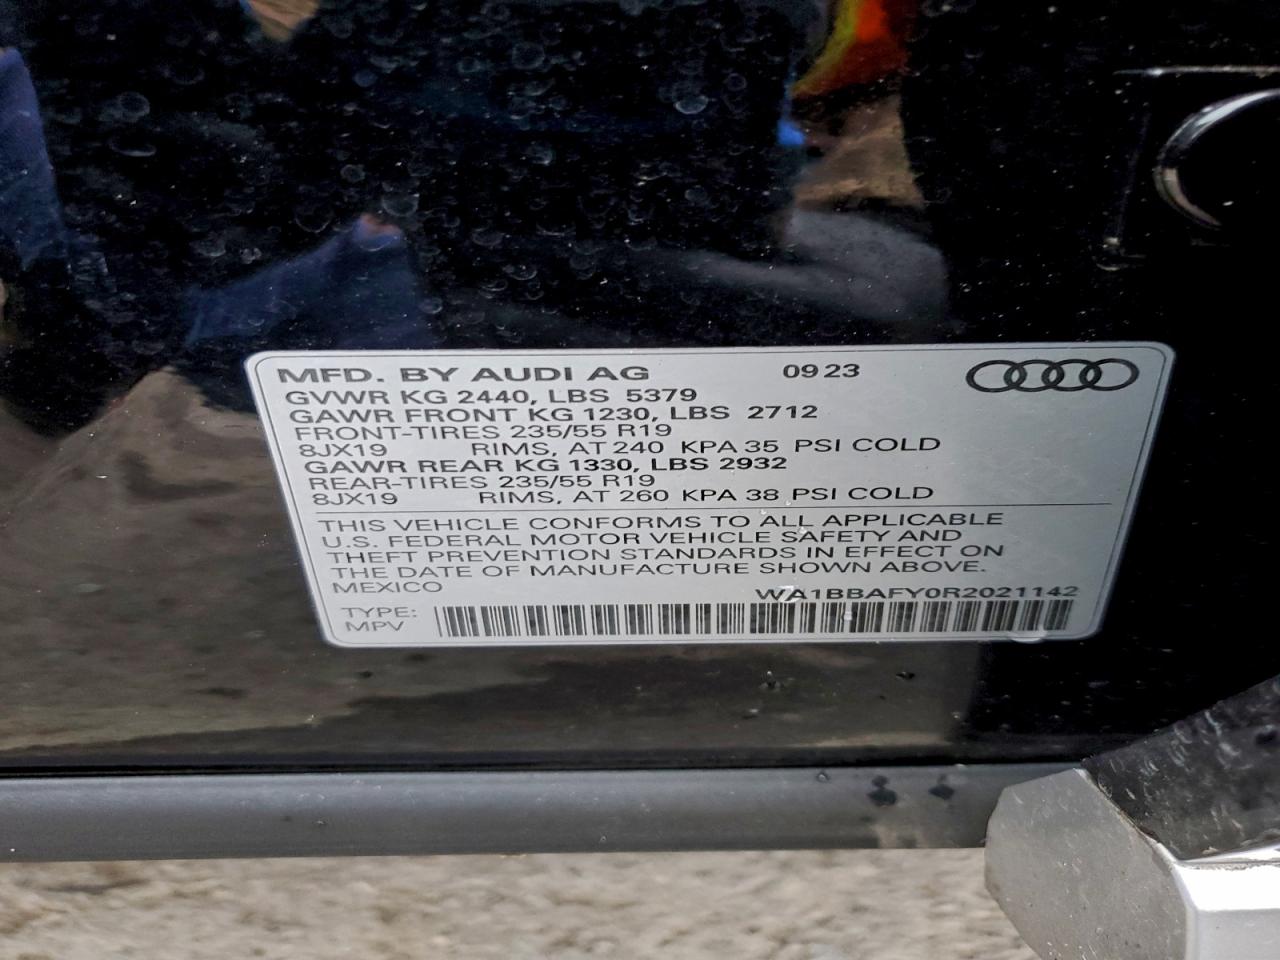 MFD. BY AUDI AG 09 23
GVWR KG 2440, LBS 5379
GAWR FRONT KG 1230, LBS 2712
FRONT-TIRES 235/55 R19
8JX19 RIMS, AT 240 KPA 35 PSI COLD
GAWR REAR KG 1330, LBS 2932
REAR-TIRES 235/55 R19
8JX19 RIMS, AT 260 KPA 38 PSI COLD
THIS VEHICLE CONFORMS TO ALL APPLICABLE
U.S. FEDERAL MOTOR VEHICLE SAFETY AND
THEFT PREVENTION STANDARDS IN EFFECT ON
THE DATE OF MANUFACTURE SHOWN ABOVE.
MEXICO WA1BBAFY0R2021142
TYPE:
MPV